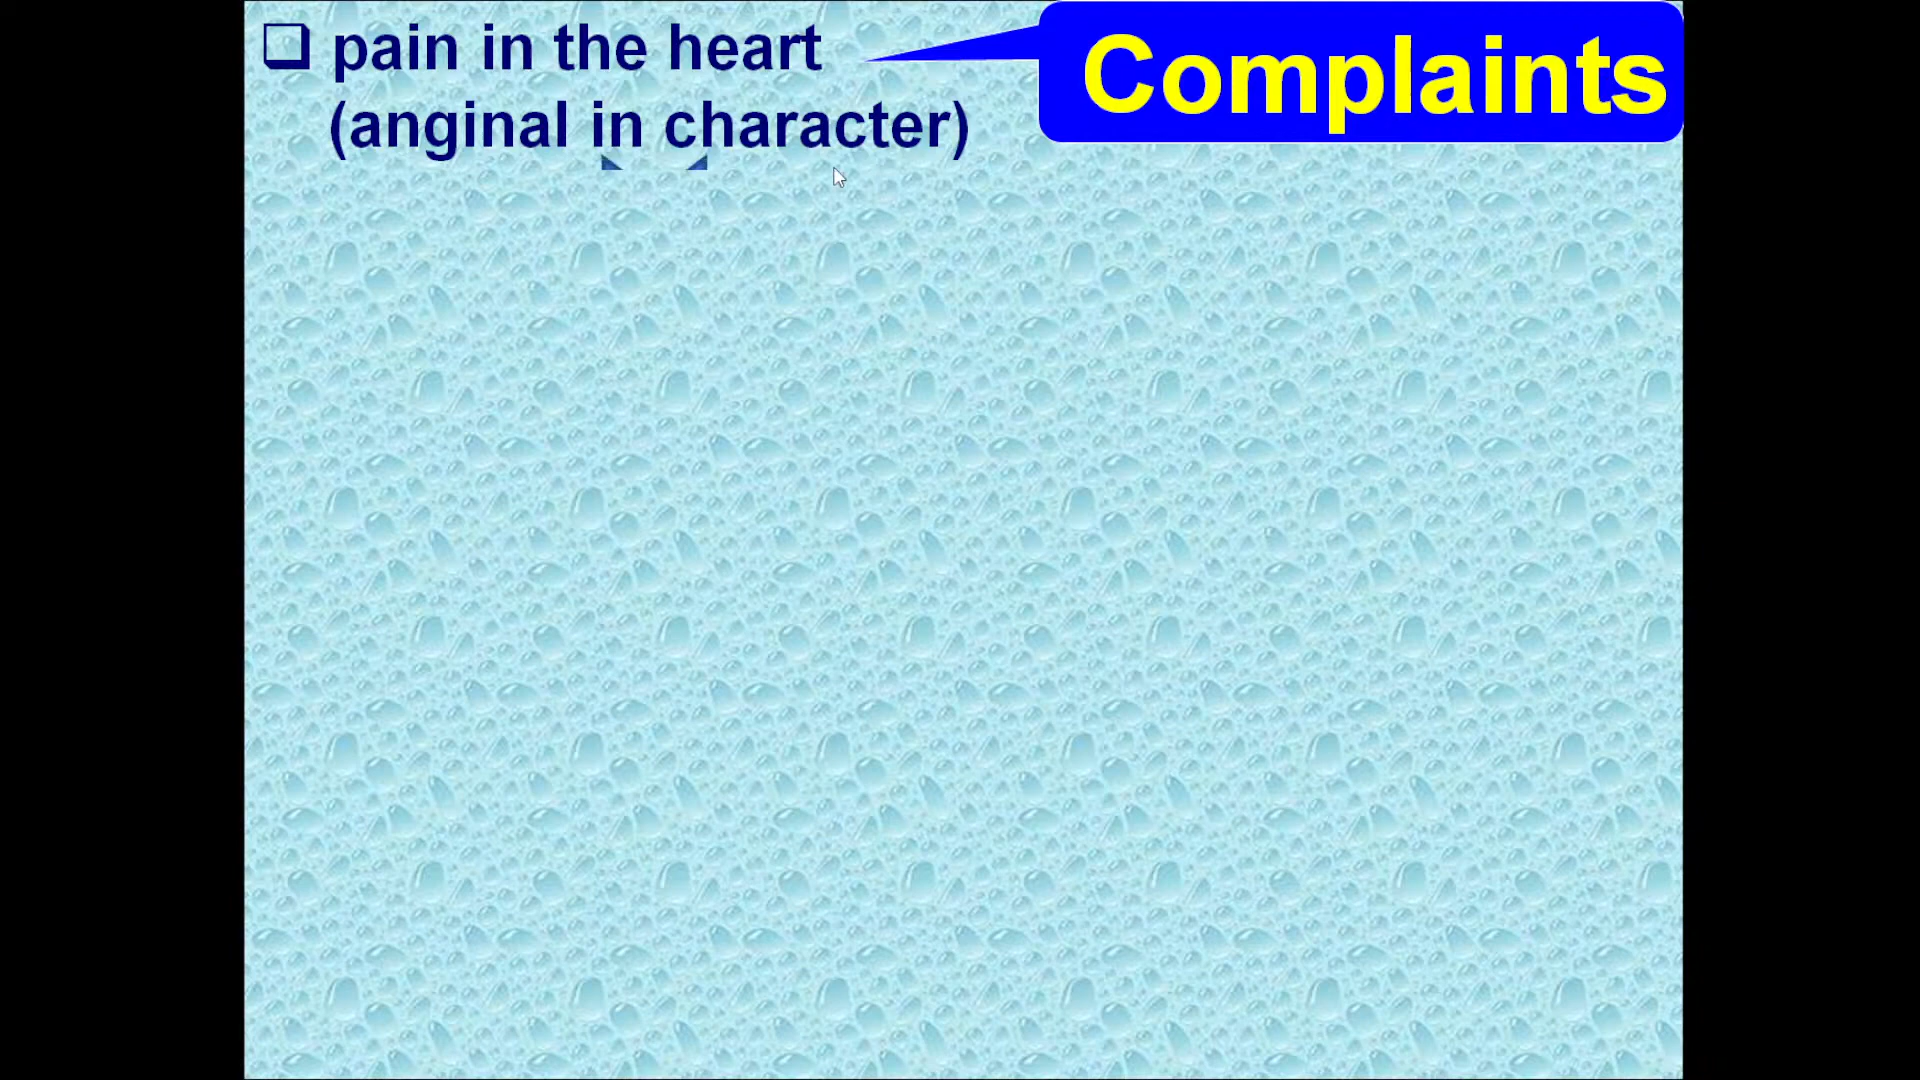 Complaints
❑ pain in the heart
(anginal in character)